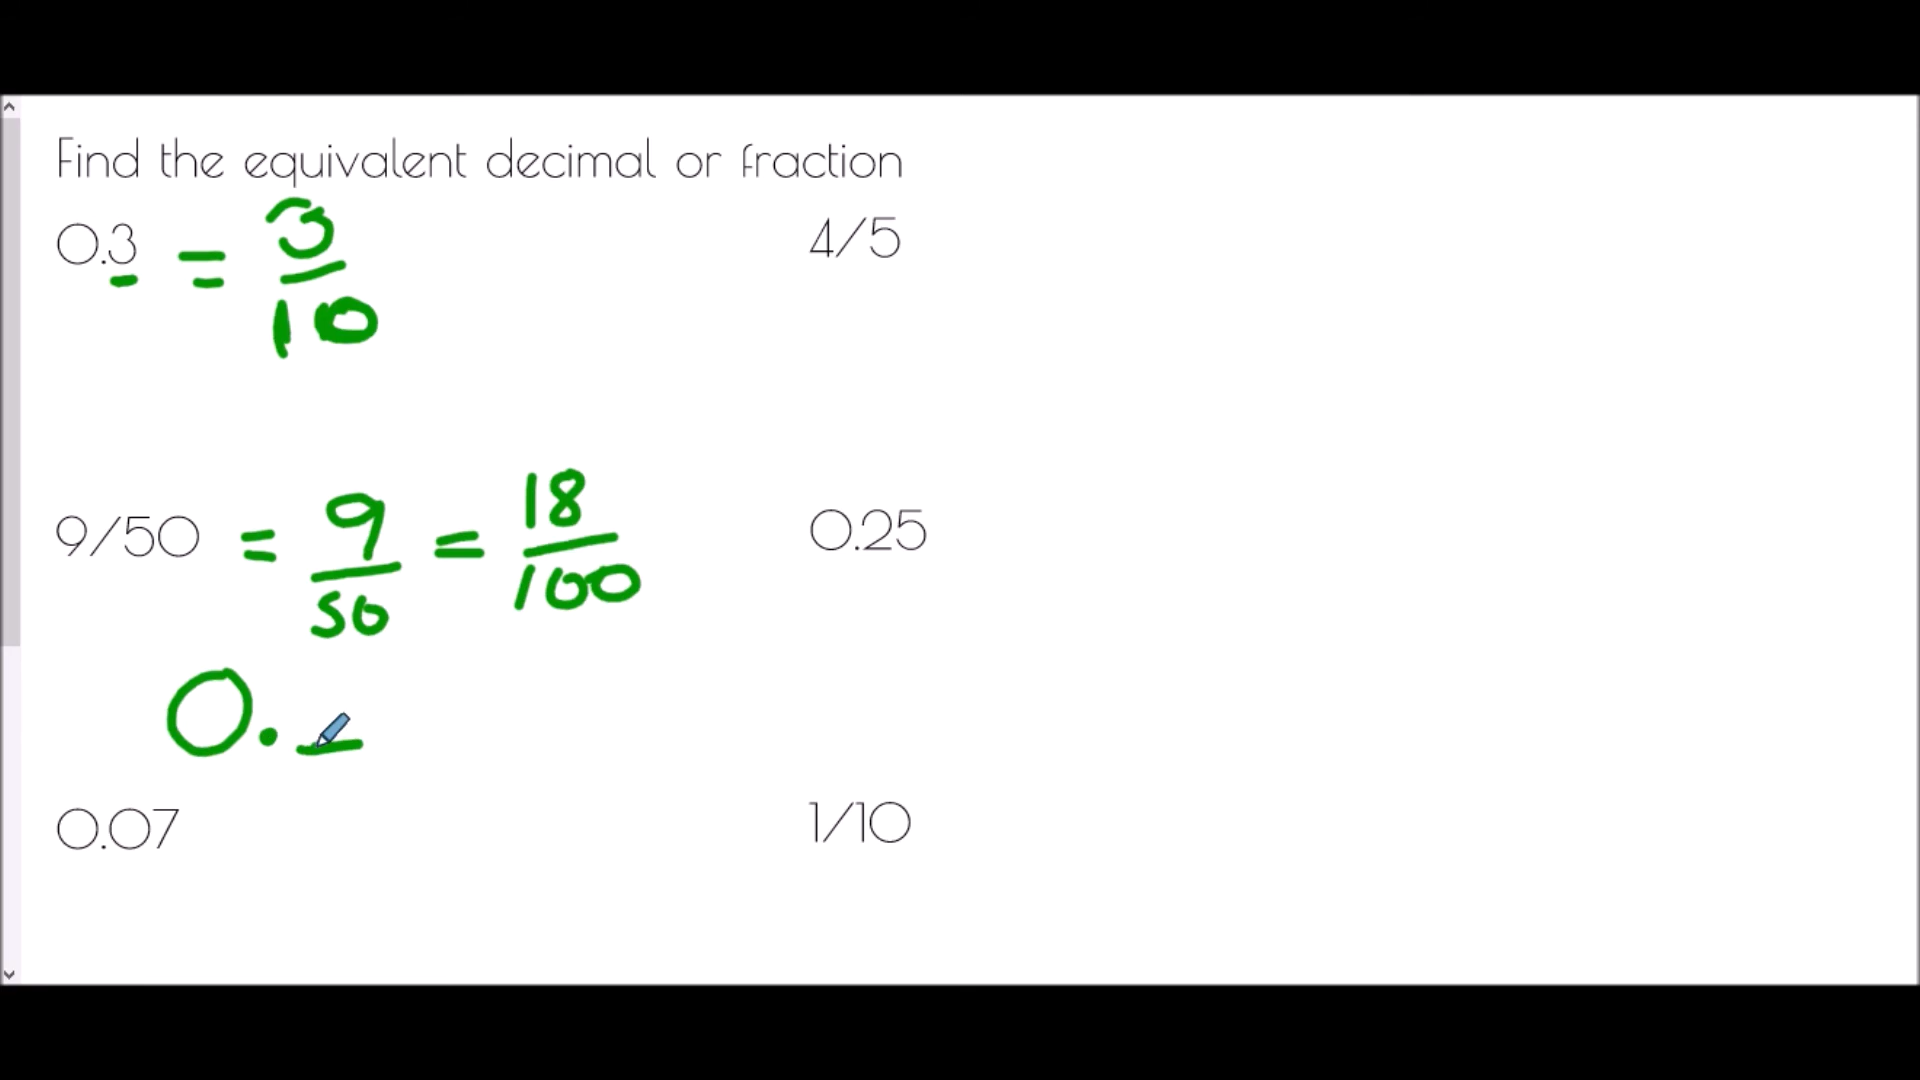 Find the equivalent decimal or fraction
0.3 = 3/10
4/5
9/50 = 9/50 = 18/100
0.25
0.
0.07
1/10